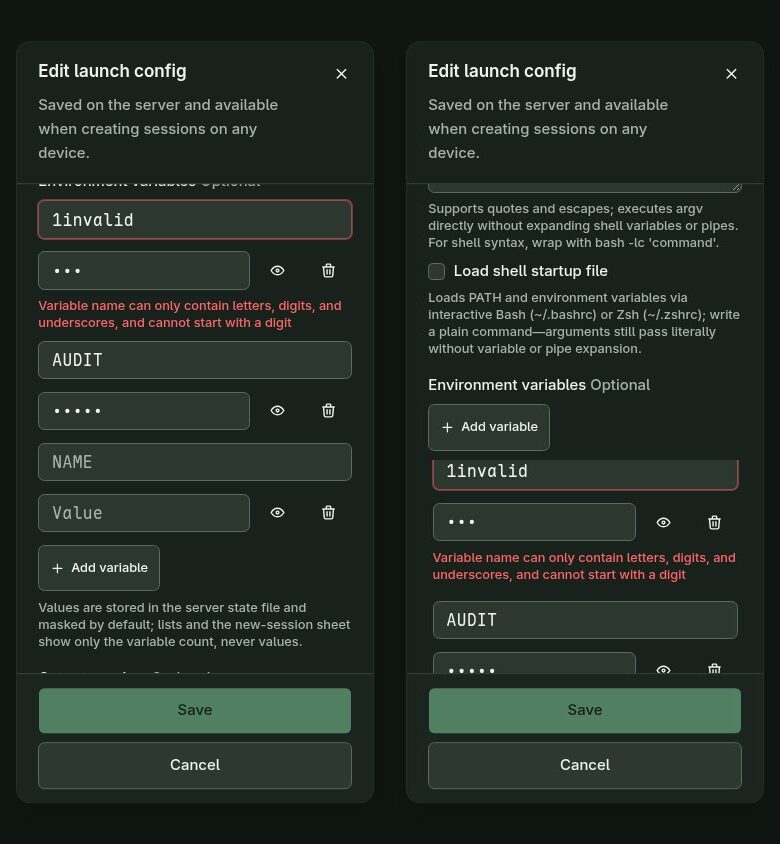 Edit launch config
Saved on the server and available
when creating sessions on any
device.
Environment variables Optional
1invalid
•••
Variable name can only contain letters, digits, and
underscores, and cannot start with a digit
AUDIT
•••••
NAME
Value
+ Add variable
Values are stored in the server state file and
masked by default; lists and the new-session sheet
show only the variable count, never values.
Save
Cancel
Edit launch config
Saved on the server and available
when creating sessions on any
device.
Supports quotes and escapes; executes argv
directly without expanding shell variables or pipes.
For shell syntax, wrap with bash -lc 'command'.
Load shell startup file
Loads PATH and environment variables via
interactive Bash (~/.bashrc) or Zsh (~/.zshrc); write
a plain command—arguments still pass literally
without variable or pipe expansion.
Environment variables Optional
+ Add variable
1invalid
•••
Variable name can only contain letters, digits, and
underscores, and cannot start with a digit
AUDIT
•••••
Save
Cancel